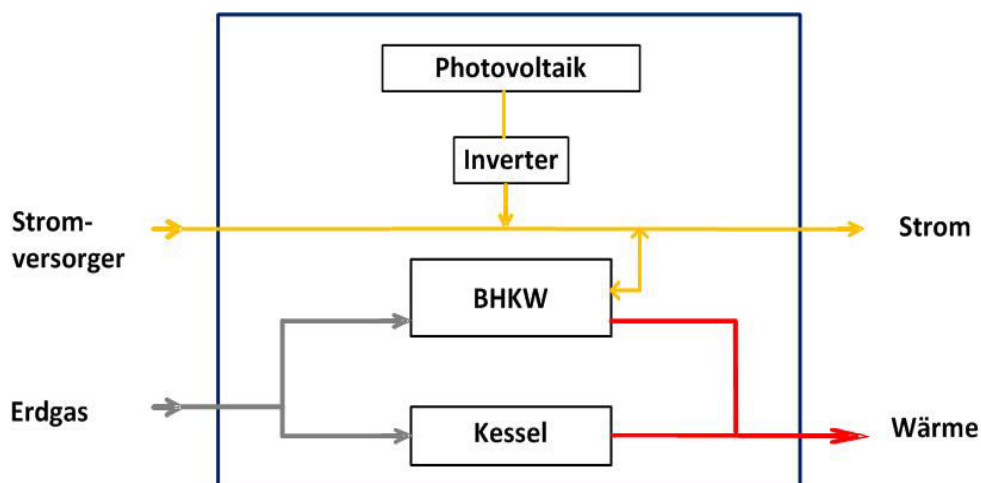 Photovoltaik
Inverter
Strom-
versorger
Strom
BHKW
Erdgas
Kessel
Wärme